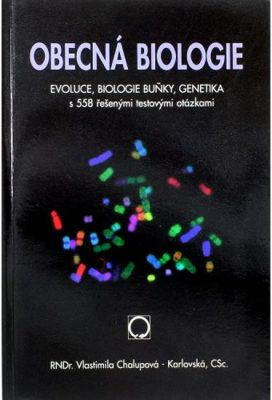 OBECNÁ BIOLOGIE
EVOLUCE, BIOLOGIE BUŇKY, GENETIKA
s 558 řešenými testovými otázkami
RNDr. Vlastimila Chalupová - Karlovská, CSc.